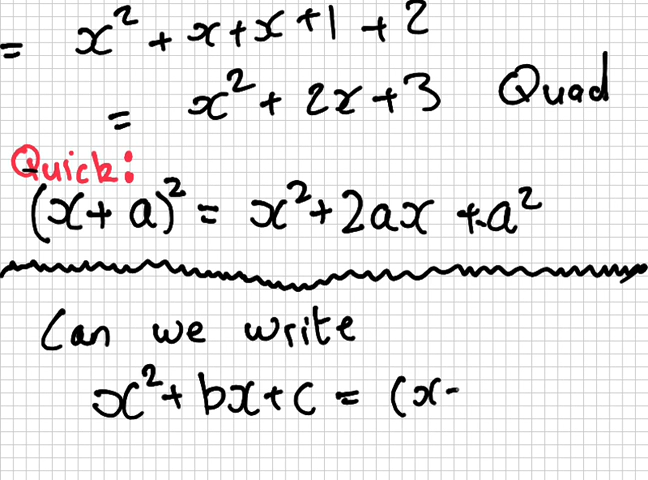 = x² + x + x + 1 + 2
= x² + 2x + 3 Quad
Quick:
(x + a)² = x² + 2ax + a²
Can we write
x² + bx + c = (x -